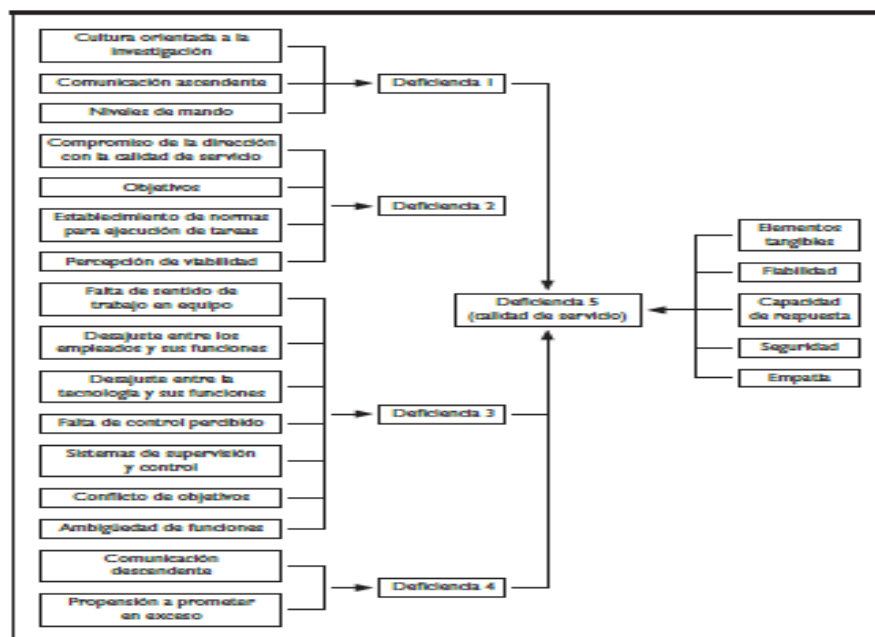 Cultura orientada a la
investigación
Comunicación ascendente
Niveles de mando
Deficiencia 1
Compromiso de la dirección
con la calidad de servicio
Objetivos
Establecimiento de normas
para ejecución de tareas
Percepción de viabilidad
Deficiencia 2
Falta de sentido de
trabajo en equipo
Desajuste entre los
empleados y sus funciones
Desajuste entre la
tecnología y sus funciones
Falta de control percibido
Sistemas de supervisión
y control
Conflicto de objetivos
Ambigüedad de funciones
Deficiencia 3
Comunicación
descendente
Propensión a prometer
en exceso
Deficiencia 4
Deficiencia 5
(calidad de servicio)
Elementos
tangibles
Fiabilidad
Capacidad
de respuesta
Seguridad
Empatía